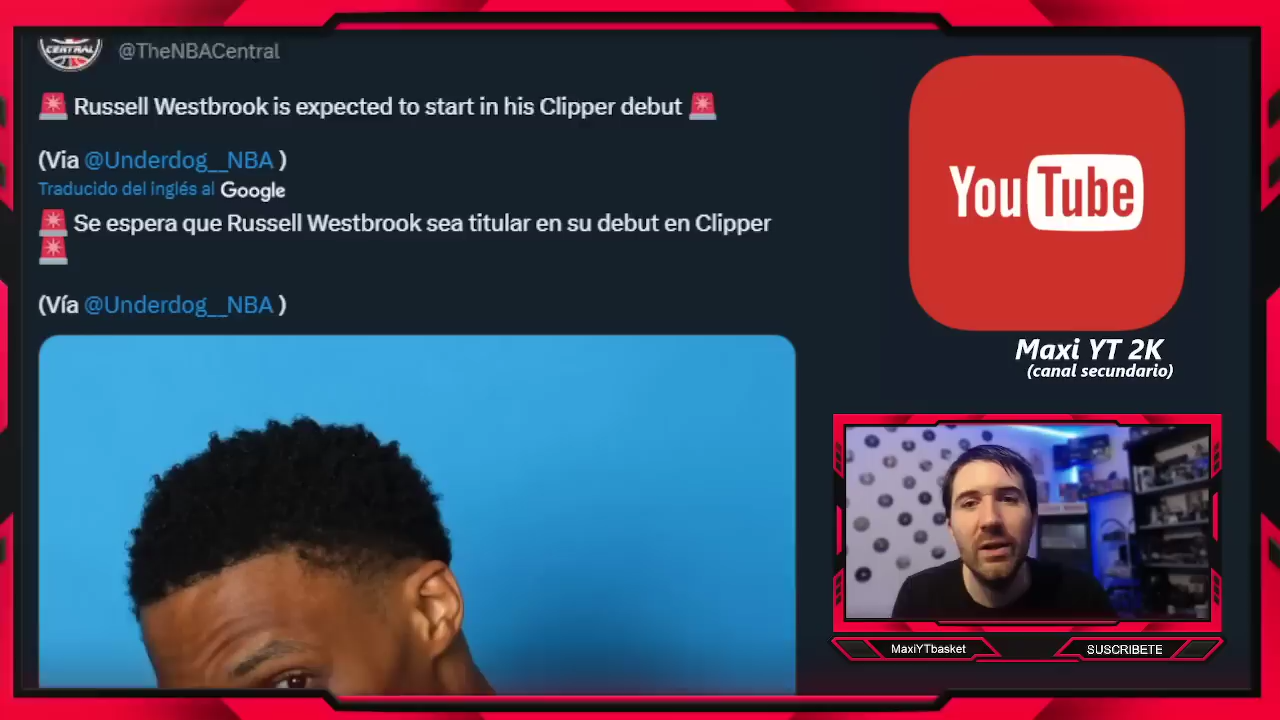 CENTRAL
@TheNBACentral
🚨 Russell Westbrook is expected to start in his Clipper debut 🚨
(Via @Underdog__NBA )
Traducido del inglés al Google
🚨 Se espera que Russell Westbrook sea titular en su debut en Clipper
🚨
(Vía @Underdog__NBA )
YouTube
Maxi YT 2K
(canal secundario)
MaxiYTbasket
SUSCRIBETE